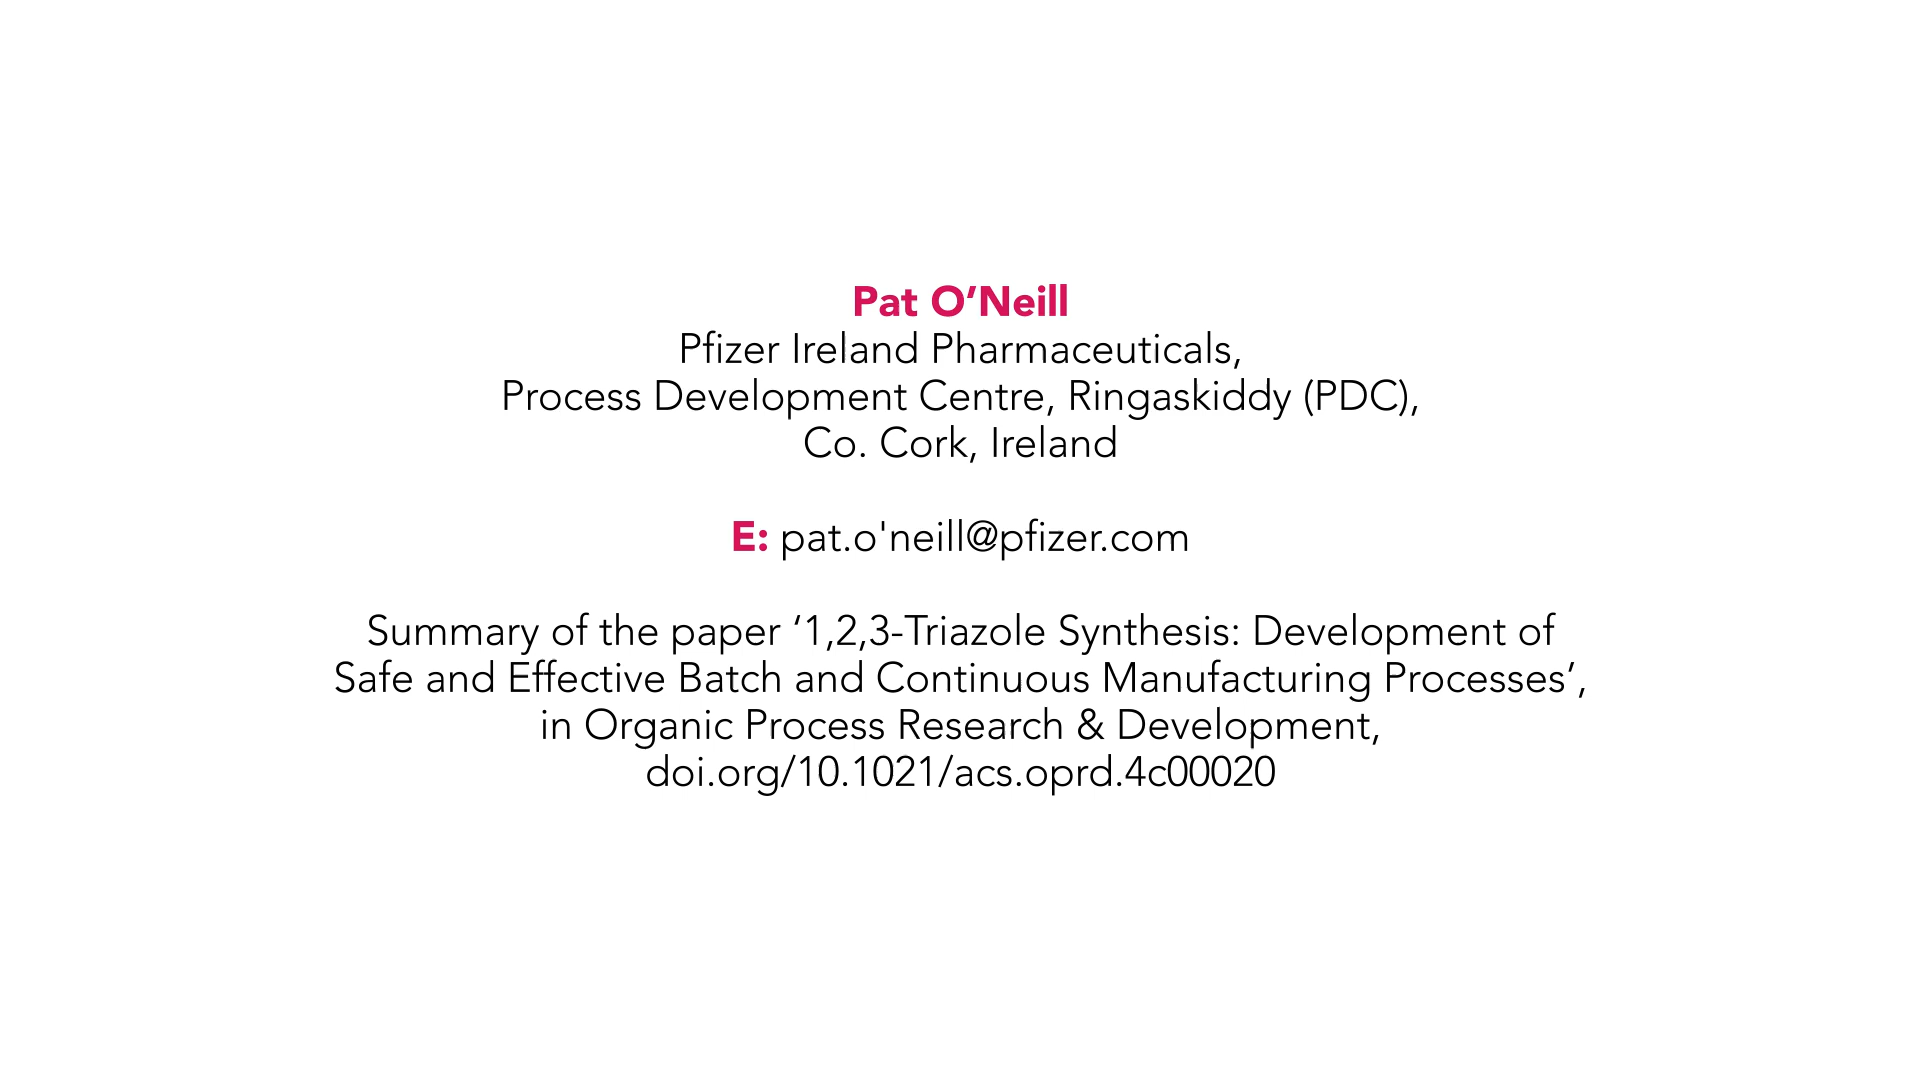 Pat O’Neill
Pfizer Ireland Pharmaceuticals,
Process Development Centre, Ringaskiddy (PDC),
Co. Cork, Ireland
E: pat.o'neill@pfizer.com
Summary of the paper ‘1,2,3-Triazole Synthesis: Development of
Safe and Effective Batch and Continuous Manufacturing Processes’,
in Organic Process Research & Development,
doi.org/10.1021/acs.oprd.4c00020